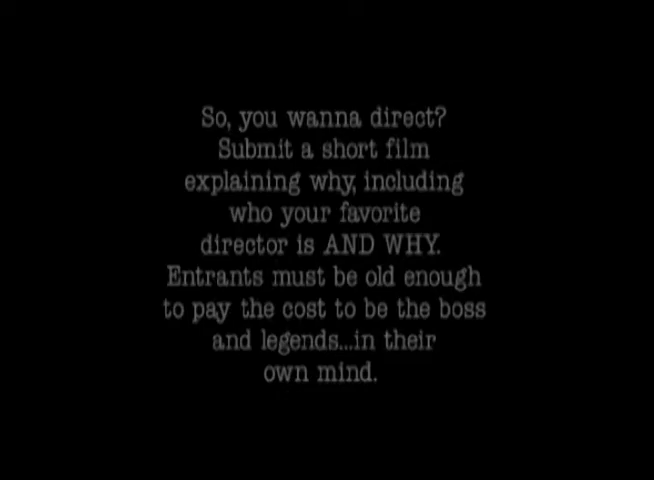 So, you wanna direct?
Submit a short film
explaining why, including
who your favorite
director is AND WHY.
Entrants must be old enough
to pay the cost to be the boss
and legends...in their
own mind.